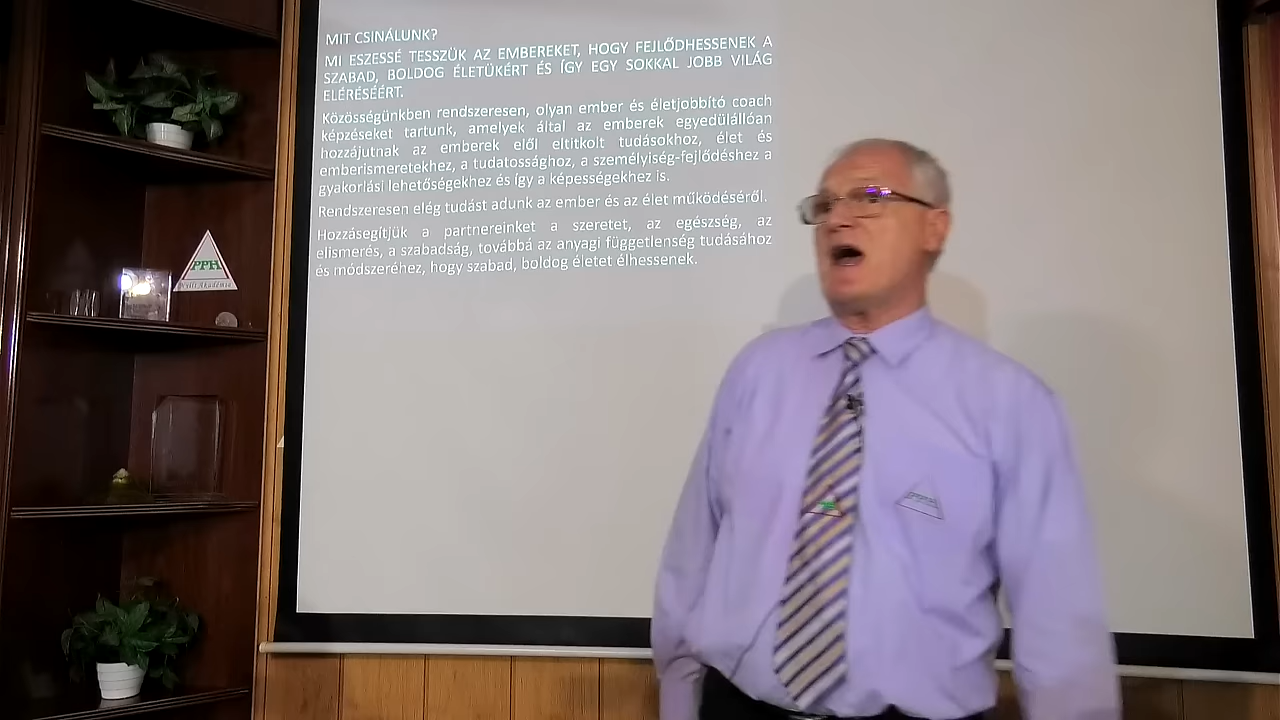 MIT CSINÁLUNK?
MI ESZESSÉ TESSZÜK AZ EMBEREKET, HOGY FEJLŐDHESSENEK A
SZABAD, BOLDOG ÉLETÜKÉRT ÉS ÍGY EGY SOKKAL JOBB VILÁG
ELÉRÉSÉÉRT.
Közösségünkben rendszeresen, olyan ember és életjobbító coach
képzéseket tartunk, amelyek által az emberek egyedülállóan
hozzájutnak az emberek elől eltitkolt tudásokhoz, élet és
emberismeretekhez, a tudatossághoz, a személyiség-fejlődéshez a
gyakorlási lehetőségekhez és így a képességekhez is.
Rendszeresen elég tudást adunk az ember és az élet működéséről.
Hozzásegítjük a partnereinket a szeretet, az egészség, az
elismerés, a szabadság, továbbá az anyagi függetlenség tudásához
és módszeréhez, hogy szabad, boldog életet élhessenek.
PPH
Nyílt Akadémia